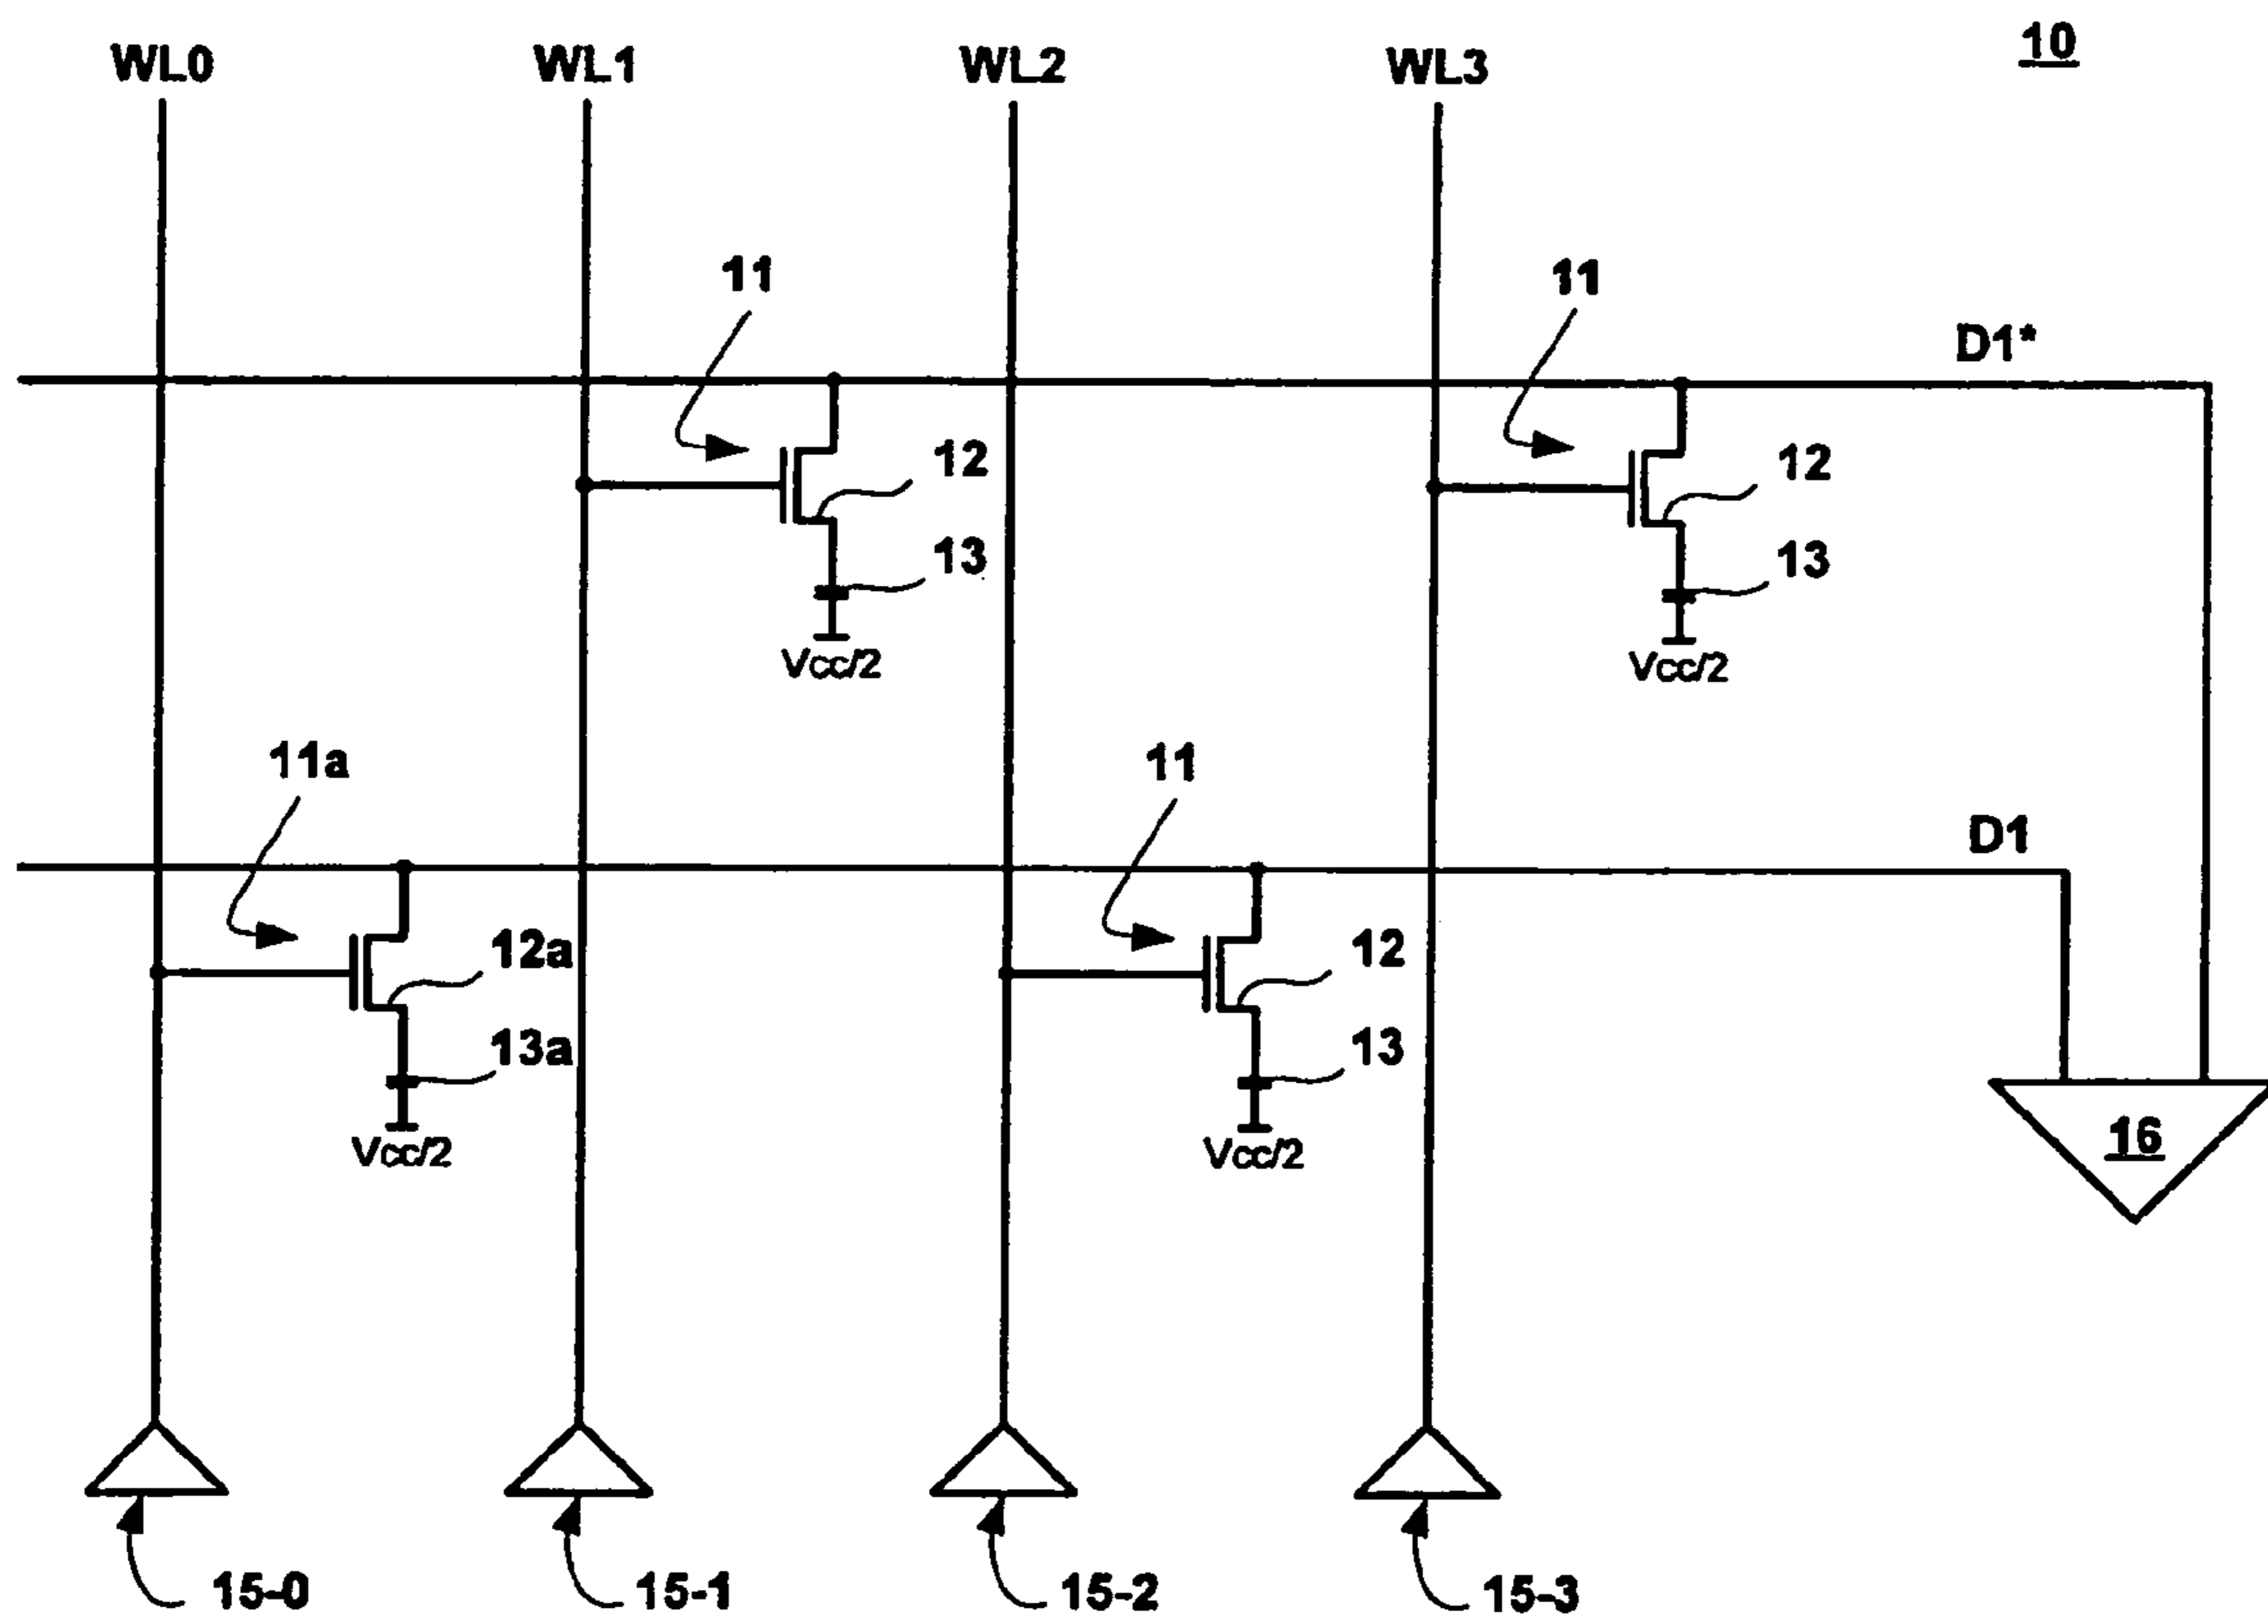 10
WL0 WL1 WL2 WL3
11 11
D1*
12 12
13 13
Vcc/2 Vcc/2
11a 11
D1
12a 12
13a 13
Vcc/2 Vcc/2
16
15-0 15-1 15-2 15-3